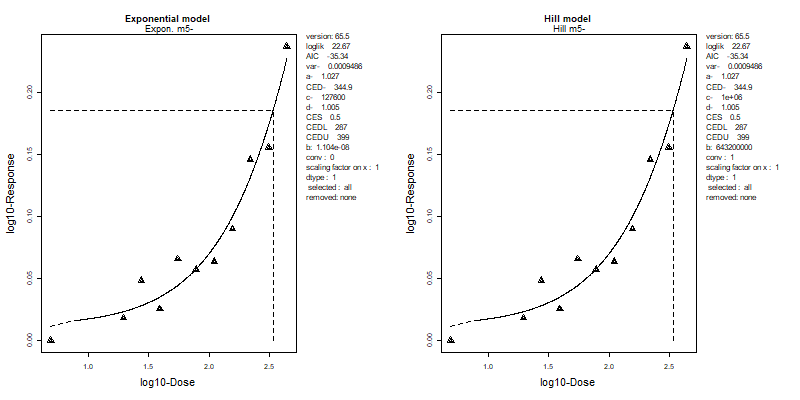 Exponential model
Expon. m5-
version: 65.5
loglik 22.67
AIC -35.34
var- 0.0009486
a- 1.027
CED- 344.9
c- 127600
d- 1.005
CES 0.5
CEDL 287
CEDU 399
b: 1.104e-08
conv : 0
scaling factor on x : 1
dtype : 1
selected : all
removed: none
log10-Response
0.00
0.05
0.10
0.15
0.20
1.0
1.5
2.0
2.5
log10-Dose
Hill model
Hill m5-
version: 65.5
loglik 22.67
AIC -35.34
var- 0.0009486
a- 1.027
CED- 344.9
c- 1e+06
d- 1.005
CES 0.5
CEDL 287
CEDU 399
b: 643200000
conv : 1
scaling factor on x : 1
dtype : 1
selected : all
removed: none
log10-Response
0.00
0.05
0.10
0.15
0.20
1.0
1.5
2.0
2.5
log10-Dose